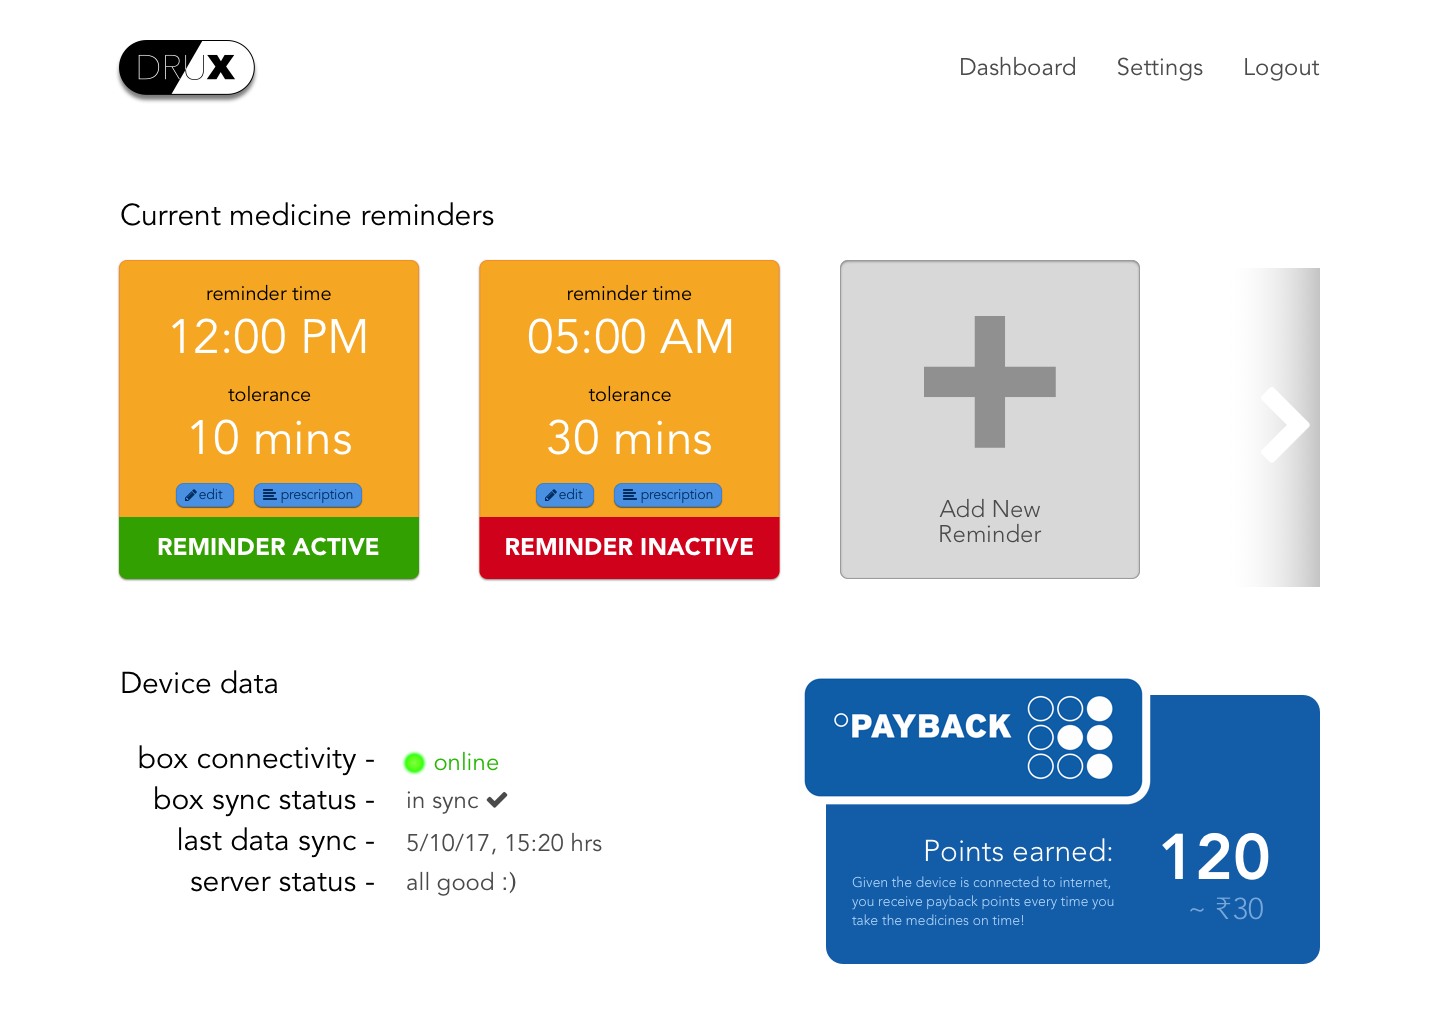 DRUX
Dashboard Settings Logout
Current medicine reminders
reminder time
12:00 PM
tolerance
10 mins
edit prescription
REMINDER ACTIVE
reminder time
05:00 AM
tolerance
30 mins
edit prescription
REMINDER INACTIVE
Add New
Reminder
Device data
box connectivity - online
box sync status - in sync
last data sync - 5/10/17, 15:20 hrs
server status - all good :)
PAYBACK
Points earned: 120
~ ₹30
Given the device is connected to internet,
you receive payback points every time you
take the medicines on time!